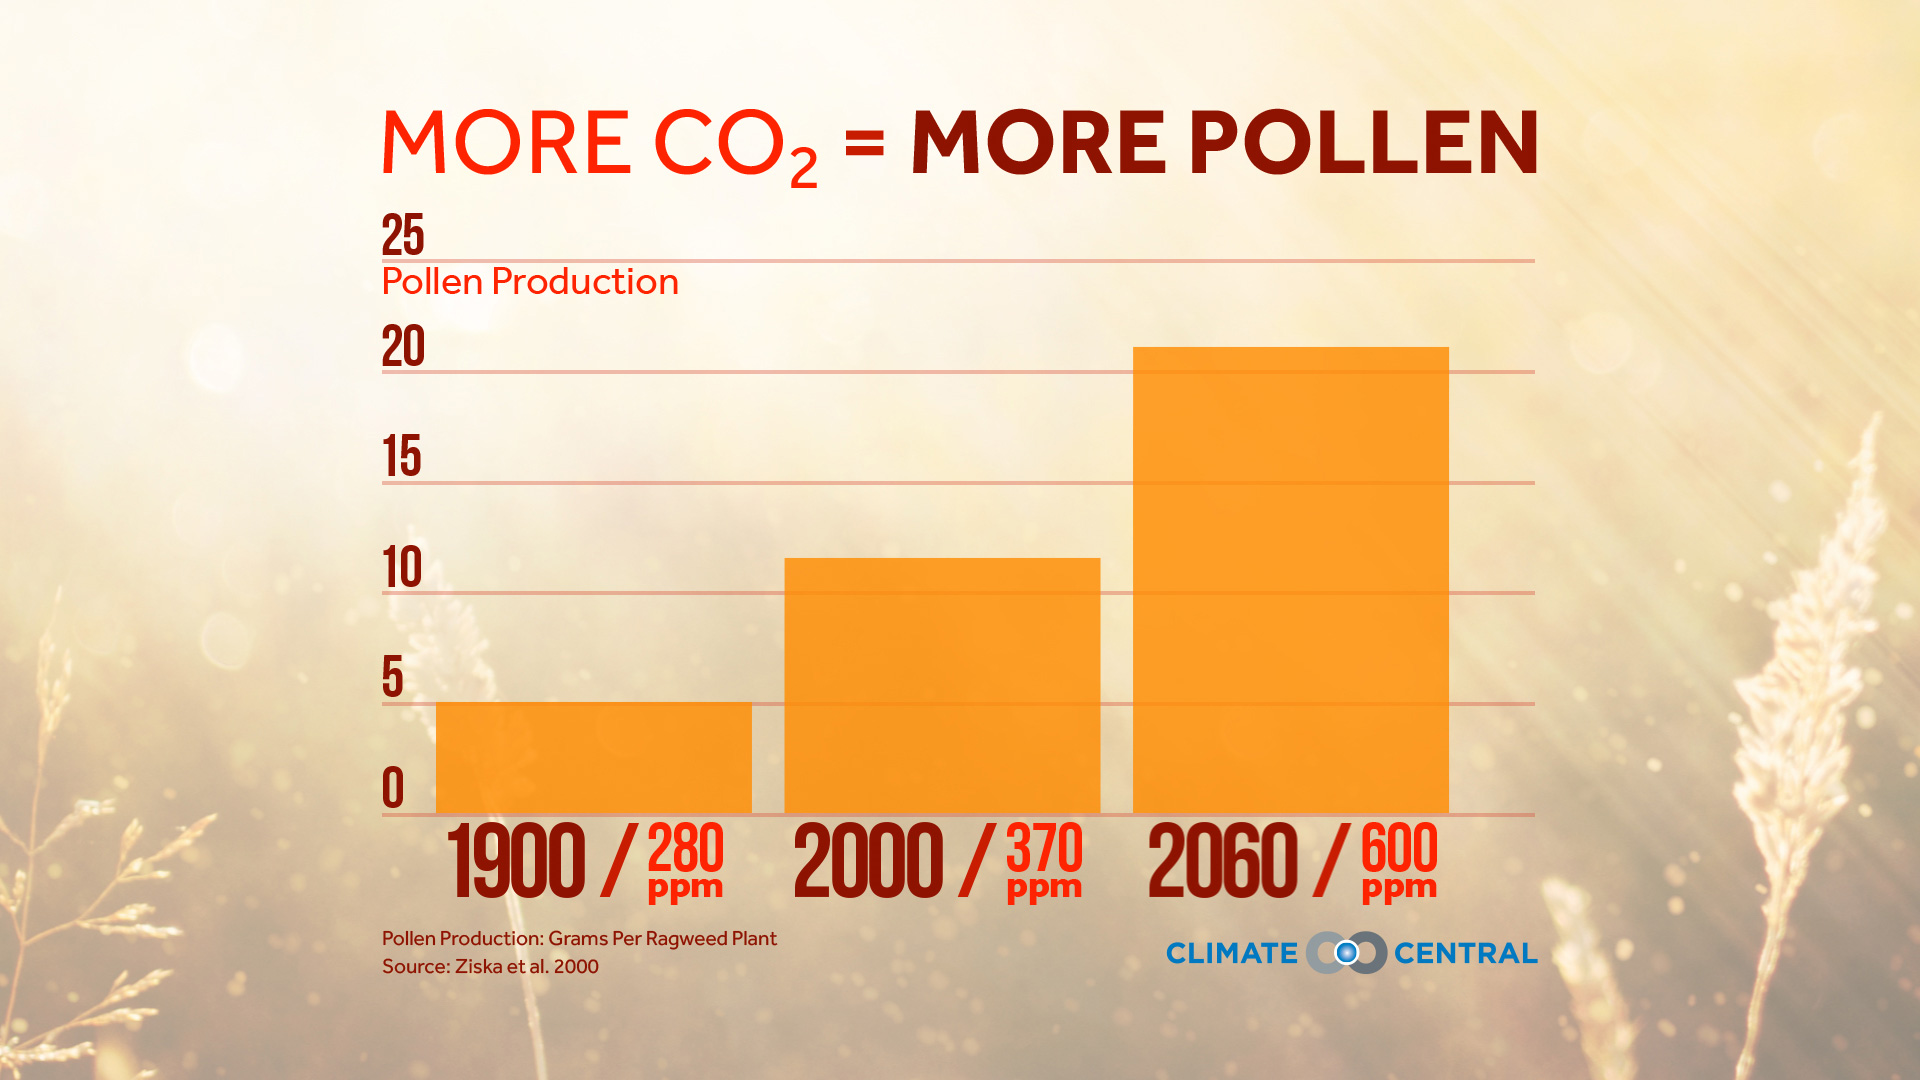 MORE CO₂ = MORE POLLEN
25
Pollen Production
20
15
10
5
0
1900 / 280 ppm 2000 / 370 ppm 2060 / 600 ppm
Pollen Production: Grams Per Ragweed Plant
Source: Ziska et al. 2000
CLIMATE CENTRAL